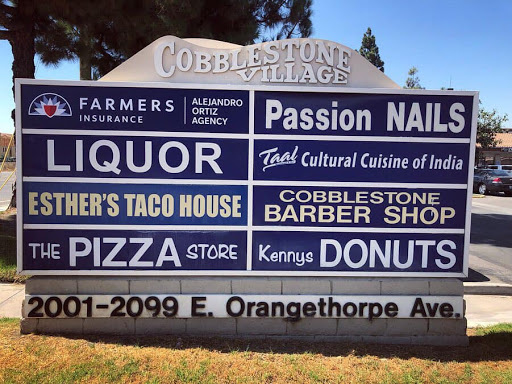 COBBLESTONE
VILLAGE
FARMERS
INSURANCE
ALEJANDRO
ORTIZ
AGENCY
Passion NAILS
LIQUOR
Taal Cultural Cuisine of India
ESTHER'S TACO HOUSE
COBBLESTONE
BARBER SHOP
THE PIZZA STORE
Kennys DONUTS
2001-2099 E. Orangethorpe Ave.